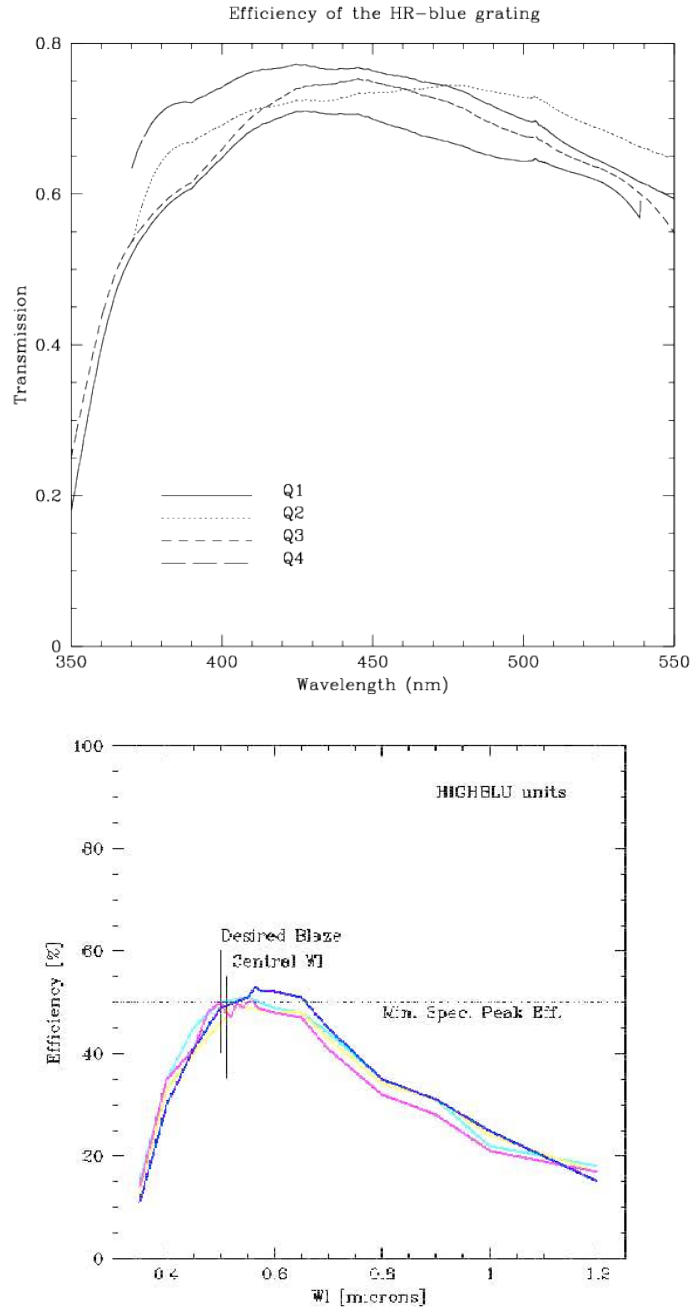 Efficiency of the HR-blue grating
Transmission
0.8
0.6
0.4
0.2
0
Q1
Q2
Q3
Q4
350
400
450
500
550
Wavelength (nm)
Efficiency [%]
100
80
60
40
20
0
HIGHBLU units
Desired Blaze
Central Wl
Min. Spec. Peak Eff.
0.4
0.6
0.8
1
1.2
Wl [microns]